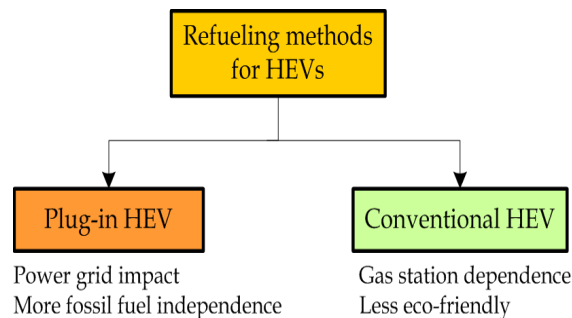 Refueling methods
for HEVs
Plug-in HEV
Conventional HEV
Power grid impact
More fossil fuel independence
Gas station dependence
Less eco-friendly